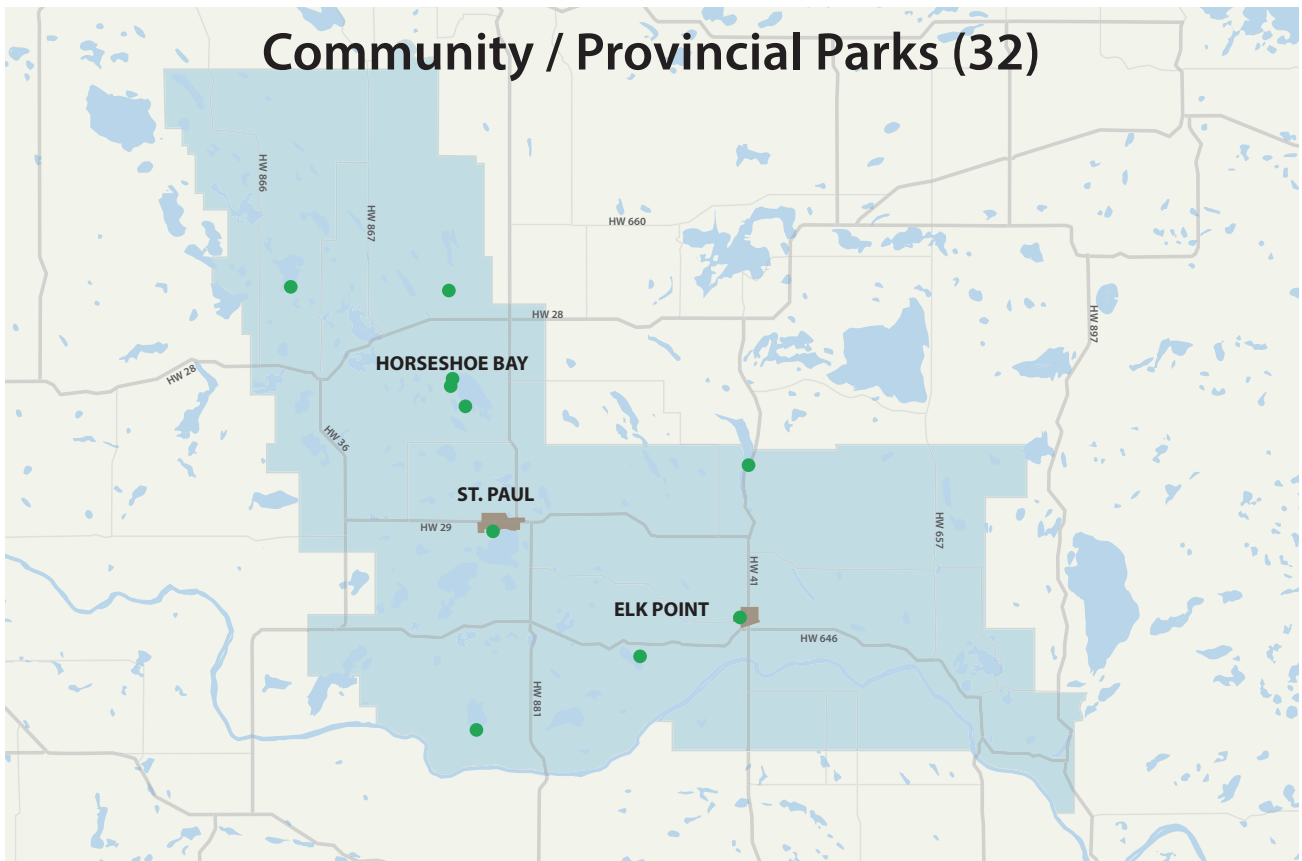 Community / Provincial Parks (32)
HW 866
HW 867
HW 660
HW 28
HW 897
HORSESHOE BAY
HW 28
HW 36
ST. PAUL
HW 29
HW 657
HW 41
ELK POINT
HW 646
HW 881